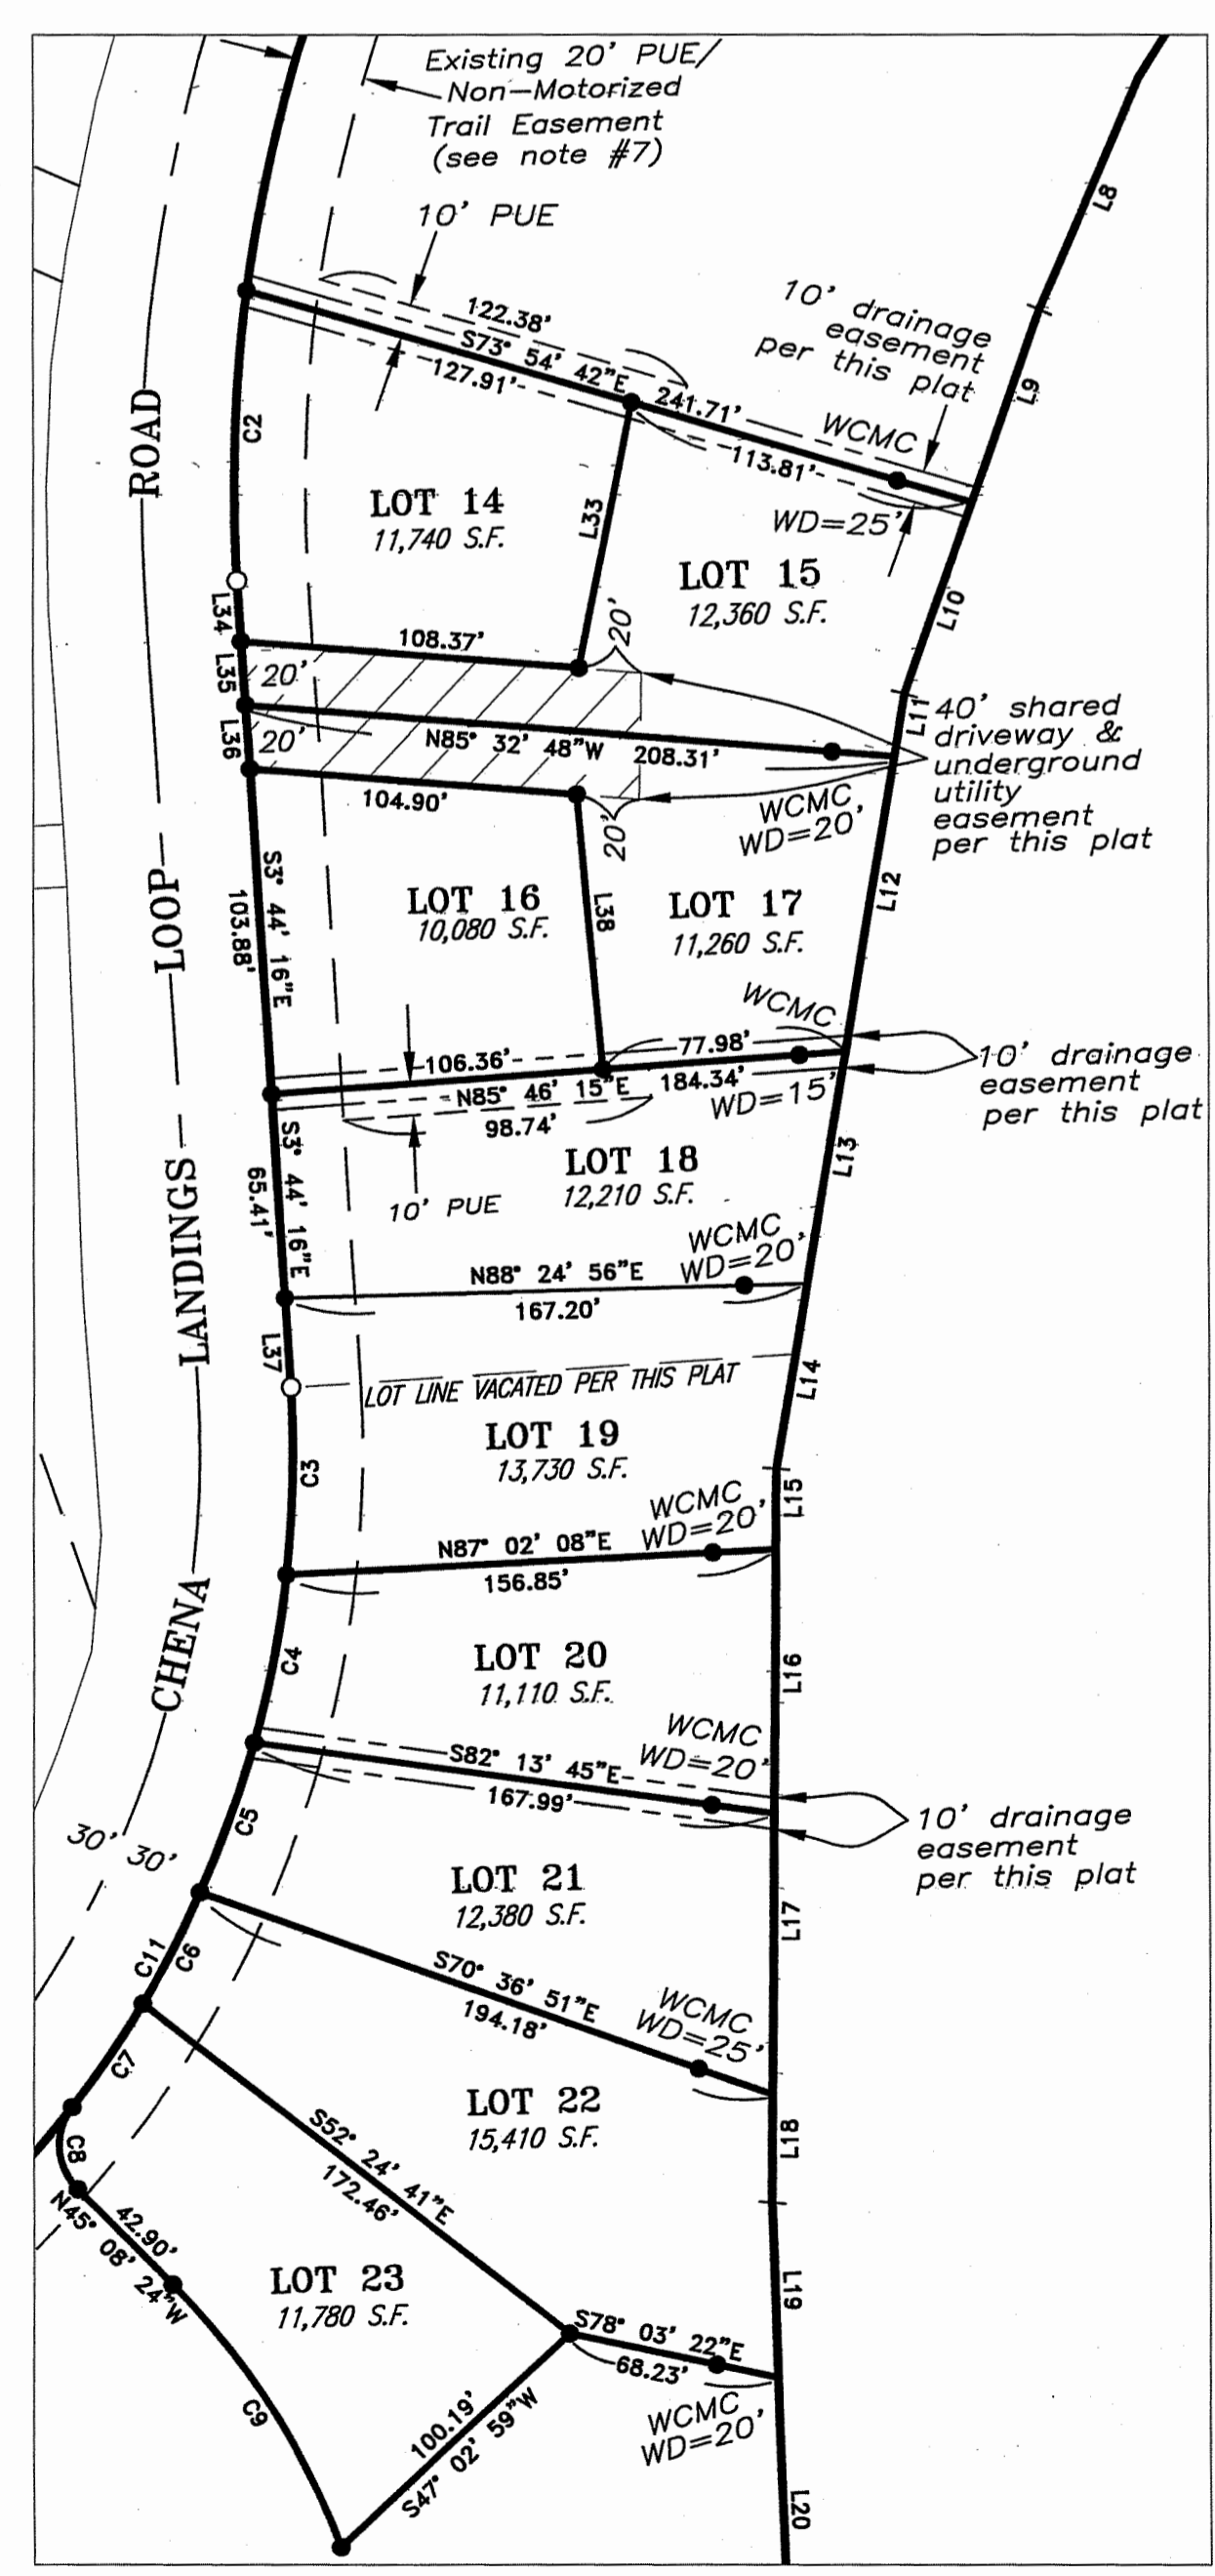 Existing 20' PUE/
Non-Motorized
Trail Easement
(see note #7)
10' PUE
L8
122.38'
S73° 54' 42"E
127.91'
241.71'
10' drainage
easement
per this plat
L9
WCMC
113.81'
WD=25'
ROAD
C2
LOT 14
11,740 S.F.
L33
LOT 15
12,360 S.F.
L10
L34
108.37'
20'
L35
20'
L11
40' shared
driveway &
underground
utility
easement
per this plat
L36
20'
N85° 32' 48"W 208.31'
104.90'
20'
WCMC,
WD=20'
L12
S3° 44' 16"E
103.88'
LOOP
LOT 16
10,080 S.F.
L38
LOT 17
11,260 S.F.
WCMC
106.36'
77.98'
N85° 46' 15"E 184.34'
WD=15'
98.74'
10' drainage
easement
per this plat
S3° 44' 16"E
65.41'
LANDINGS
LOT 18
12,210 S.F.
L13
10' PUE
WCMC
WD=20'
N88° 24' 56"E
167.20'
L37
LOT LINE VACATED PER THIS PLAT
L14
LOT 19
13,730 S.F.
C3
L15
WCMC
WD=20'
N87° 02' 08"E
156.85'
CHENA
C4
LOT 20
11,110 S.F.
L16
WCMC
WD=20'
S82° 13' 45"E
167.99'
10' drainage
easement
per this plat
C5
30' 30'
LOT 21
12,380 S.F.
L17
C11
C6
S70° 36' 51"E
194.18'
WCMC
WD=25'
C7
LOT 22
15,410 S.F.
L18
C8
S52° 24' 41"E
172.46'
42.90'
N45° 08' 24"W
LOT 23
11,780 S.F.
L19
S78° 03' 22"E
68.23'
WCMC
WD=20'
C9
100.19'
S47° 02' 59"W
L20